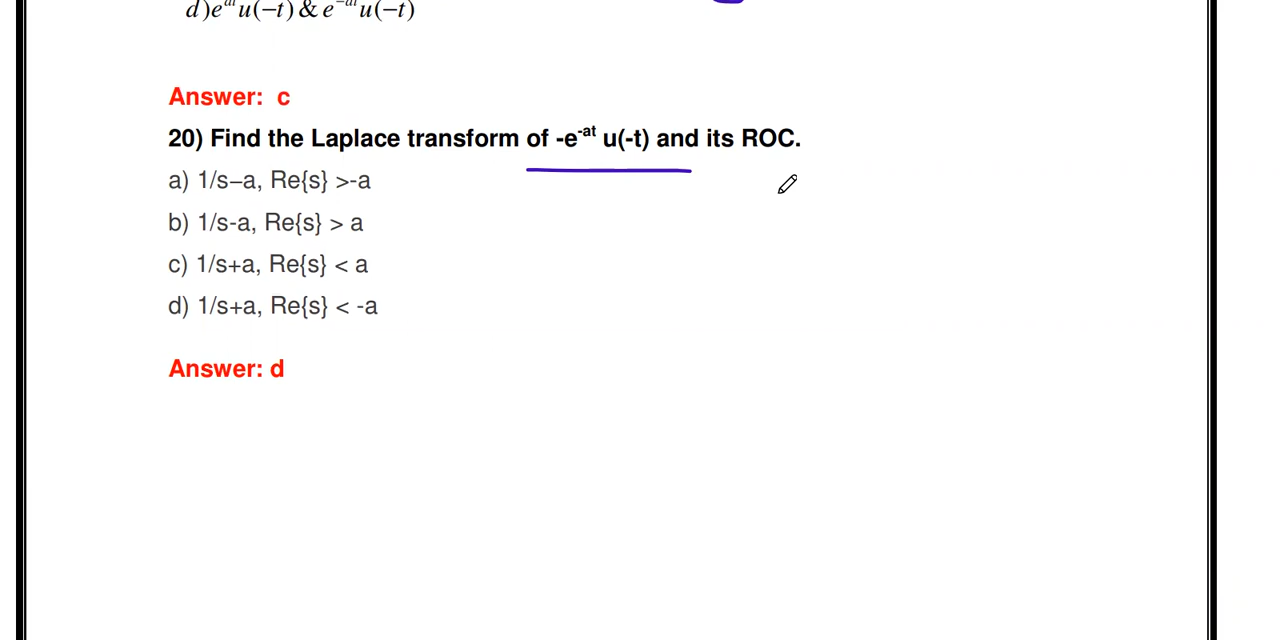 d)e^{at}u(−t) & e^{−at}u(−t)
Answer: c
20) Find the Laplace transform of -e^{-at} u(-t) and its ROC.
a) 1/s−a, Re{s} >-a
b) 1/s-a, Re{s} > a
c) 1/s+a, Re{s} < a
d) 1/s+a, Re{s} < -a
Answer: d